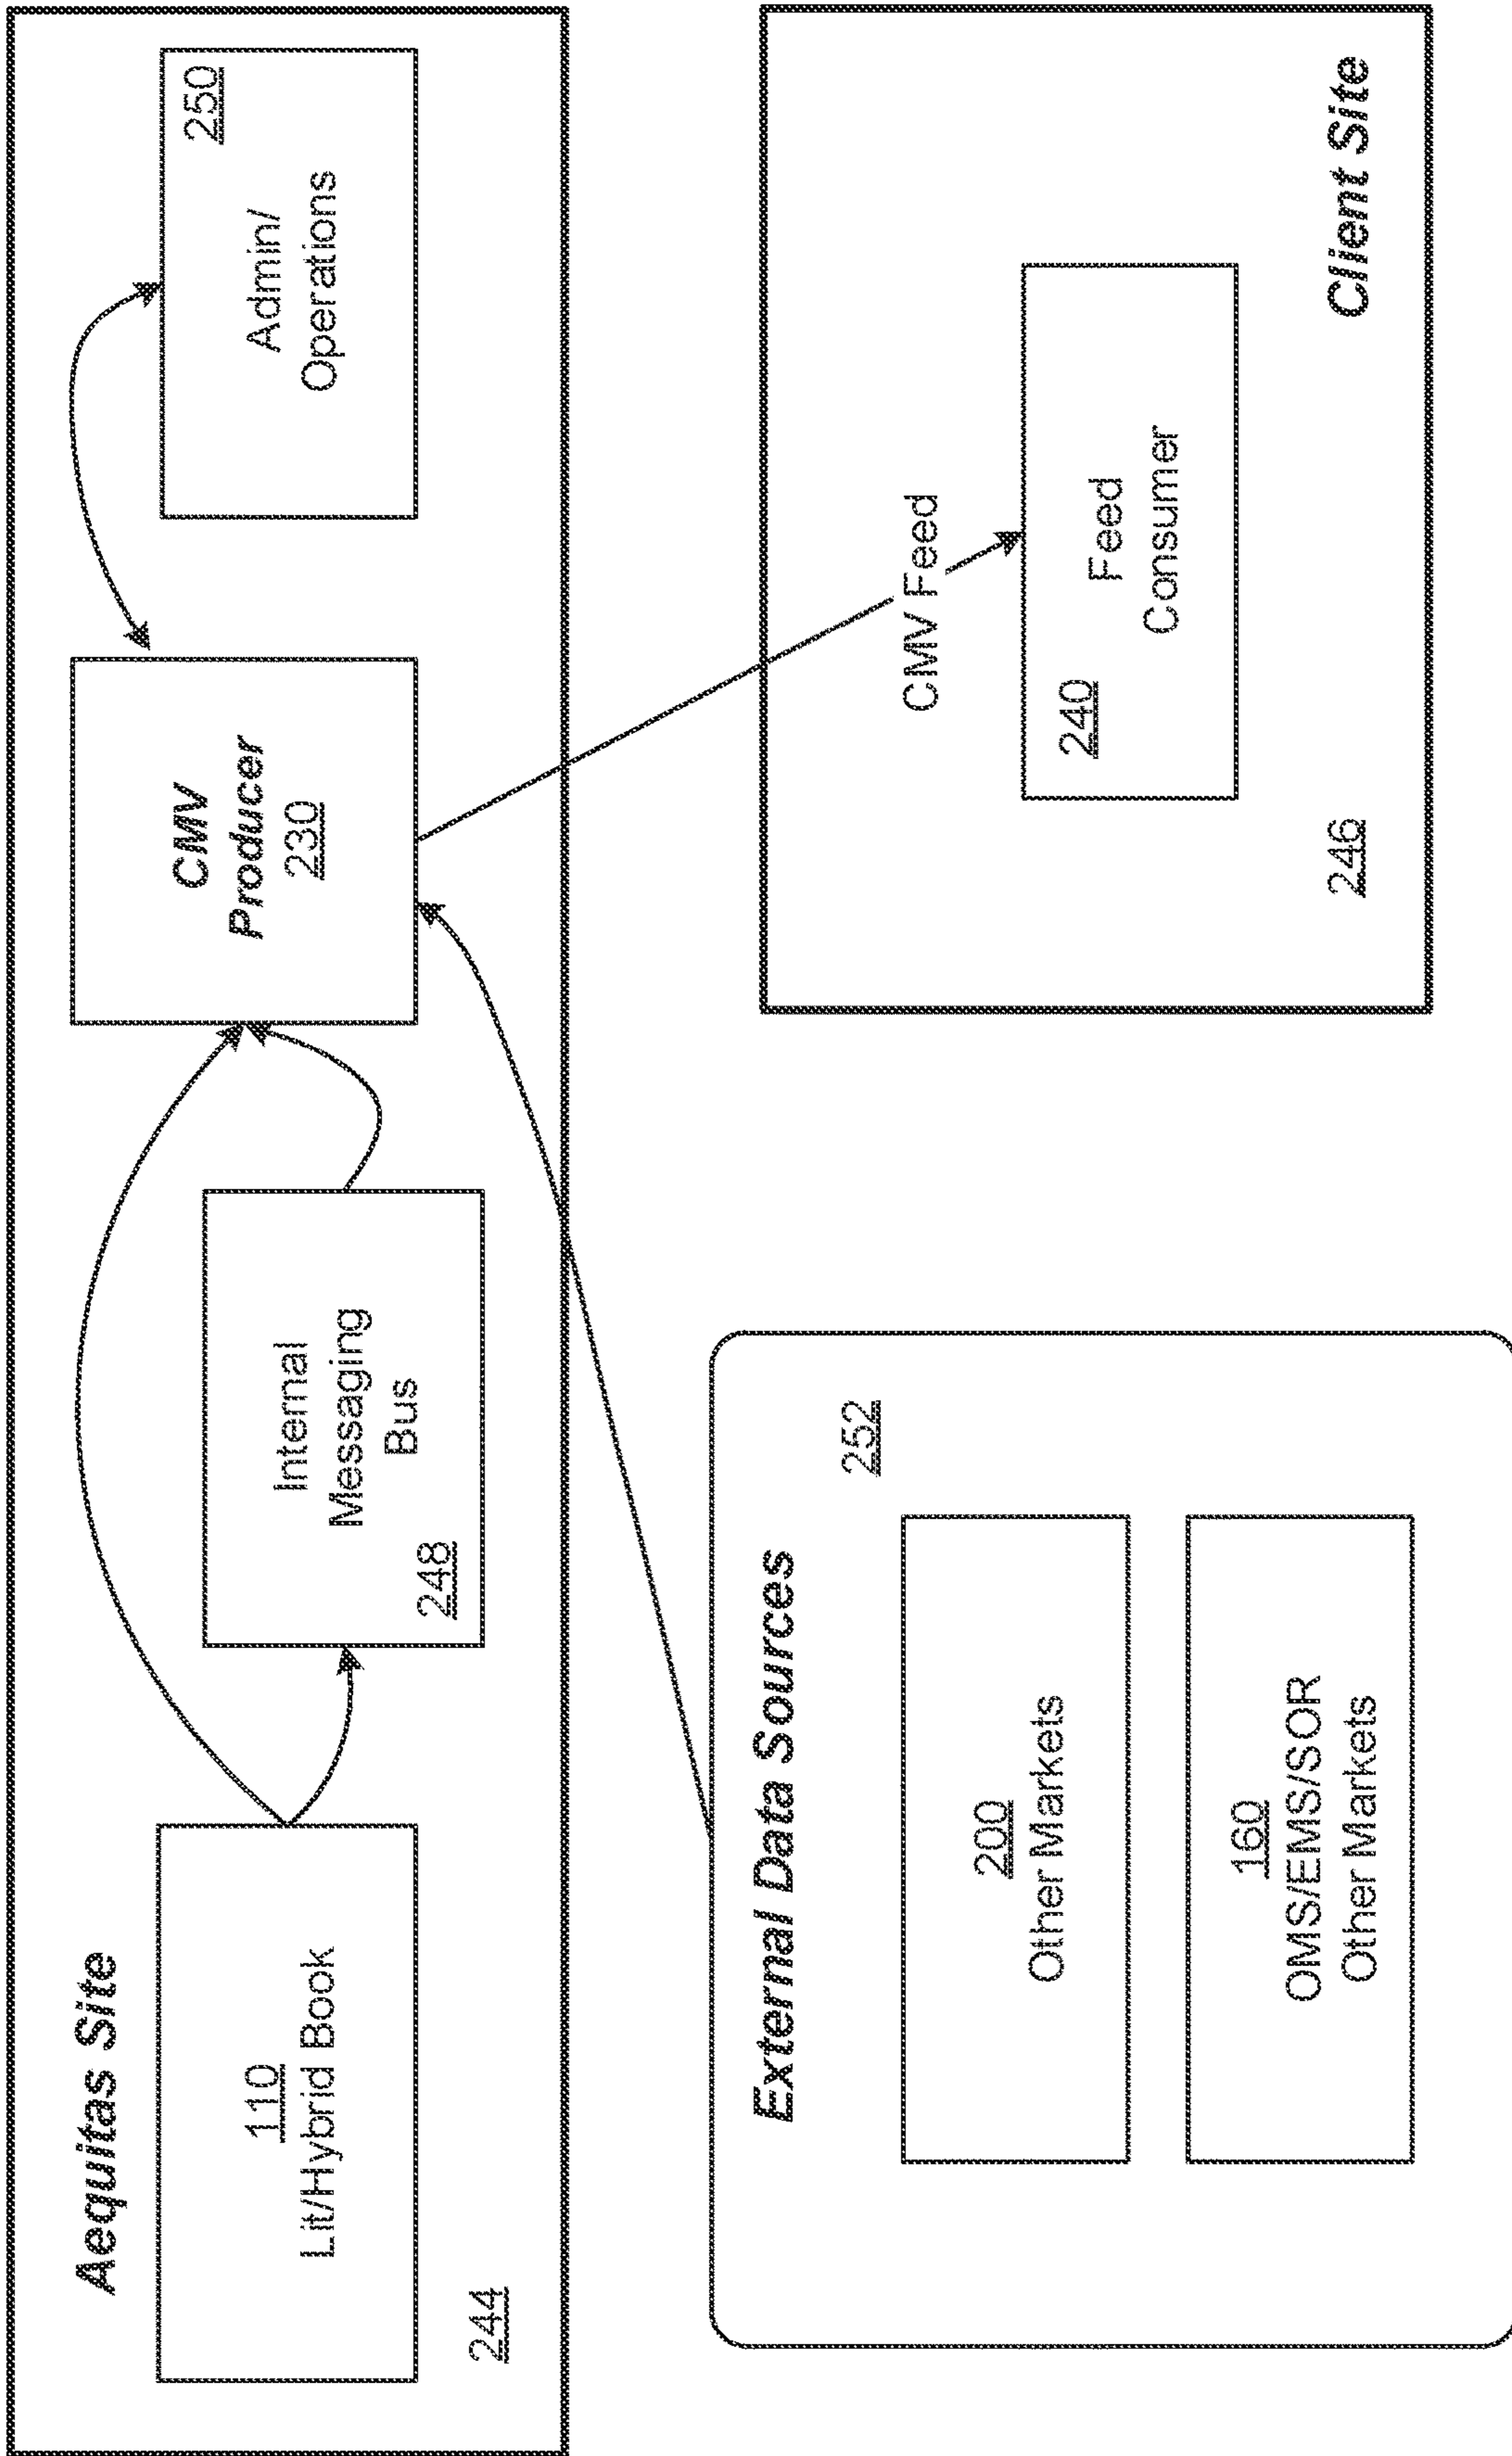 Aequitas Site
110
Lit/Hybrid Book
244
Internal
Messaging
Bus
248
CMV
Producer
230
250
Admin/
Operations
External Data Sources
252
200
Other Markets
160
OMS/EMS/SOR
Other Markets
CMV Feed
240
Feed
Consumer
246
Client Site